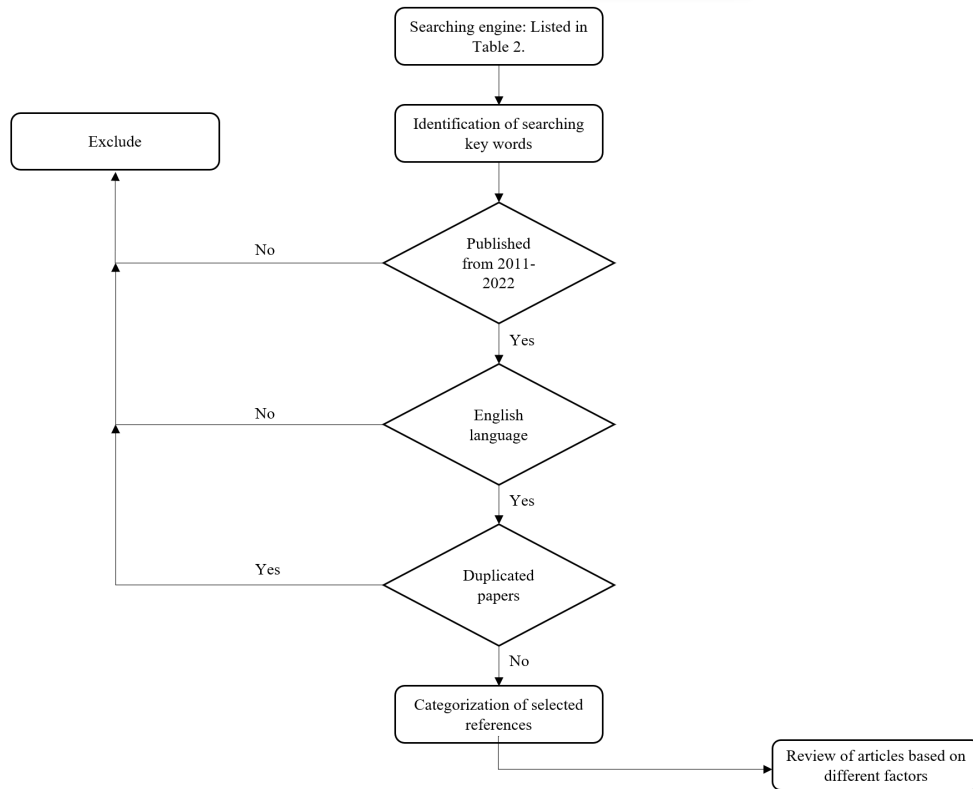 Searching engine: Listed in
Table 2.
Identification of searching
key words
Exclude
Published
from 2011-
2022
No
Yes
English
language
No
Yes
Duplicated
papers
Yes
No
Categorization of selected
references
Review of articles based on
different factors